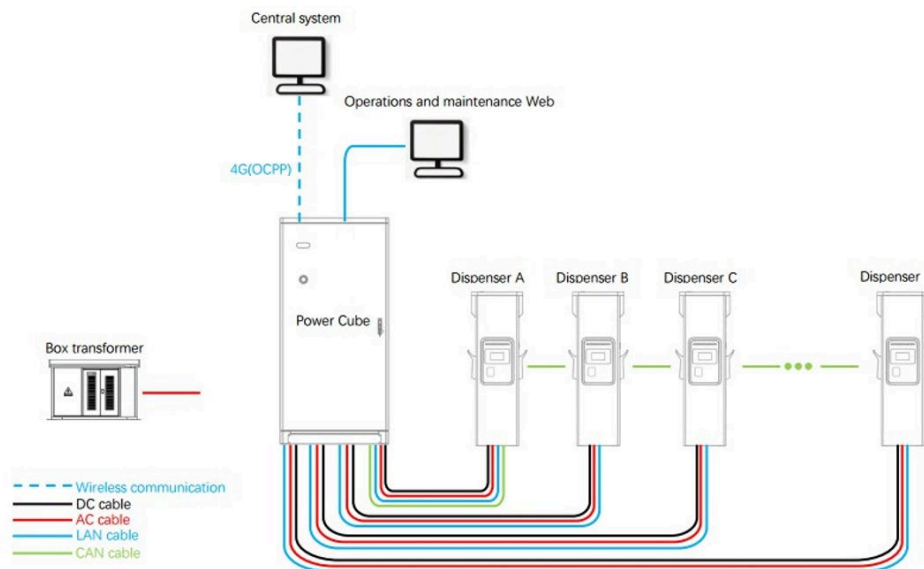 Central system
Operations and maintenance Web
4G(OCPP)
Dispenser A
Dispenser B
Dispenser C
Dispenser
Power Cube
Box transformer
Wireless communication
DC cable
AC cable
LAN cable
CAN cable